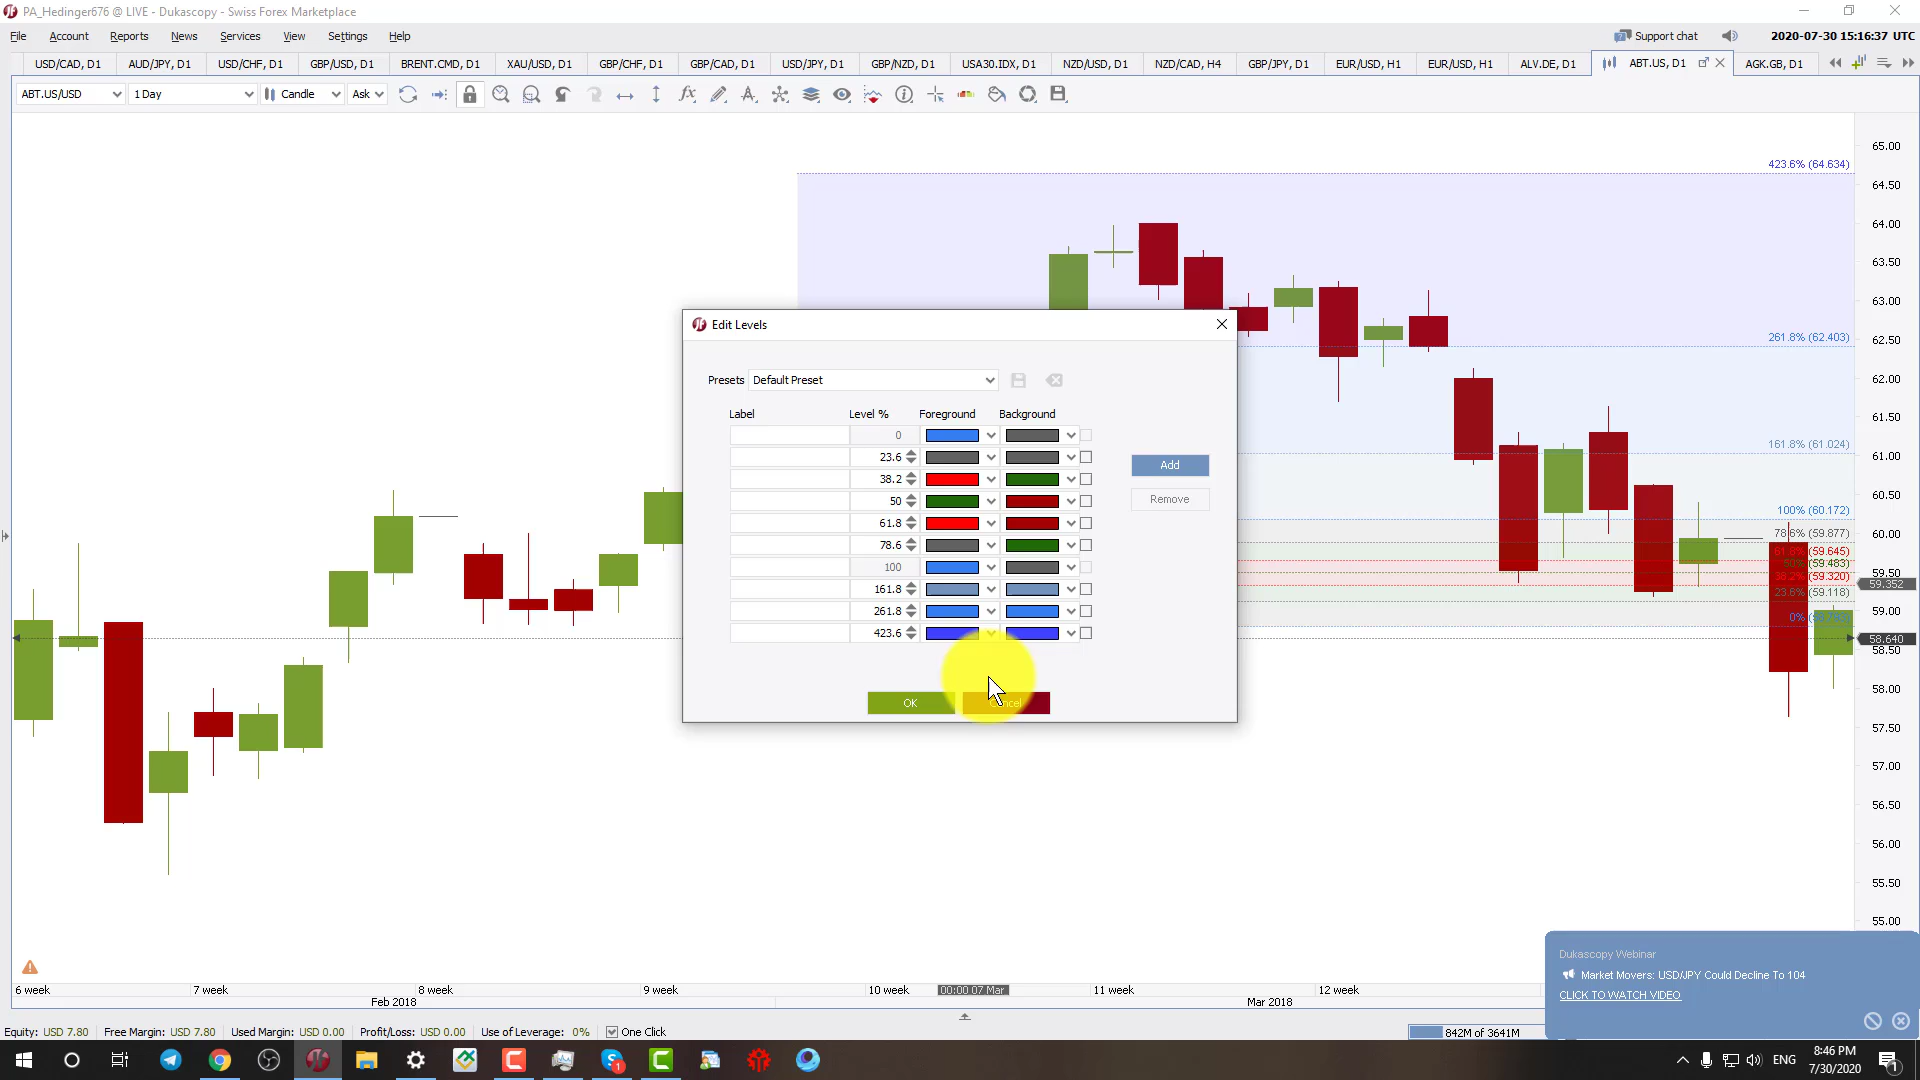 PA_Hedinger676 @ LIVE - Dukascopy - Swiss Forex Marketplace
File Account Reports News Services View Settings Help Support chat 2020-07-30 15:16:37 UTC
USD/CAD, D1 AUD/JPY, D1 USD/CHF, D1 GBP/USD, D1 BRENT.CMD, D1 XAU/USD, D1 GBP/CHF, D1 GBP/CAD, D1 USD/JPY, D1 GBP/NZD, D1 USA30.IDX, D1 NZD/USD, D1 NZD/CAD, H4 GBP/JPY, D1 EUR/USD, H1 EUR/USD, H1 ALV.DE, D1 ABT.US, D1 AGK.GB, D1
ABT.US/USD 1 Day Candle Ask
65.00
423.6% (64.634)
64.50
64.00
63.50
63.00
261.8% (62.403)
62.50
62.00
61.50
161.8% (61.024)
61.00
60.50
100% (60.172)
60.00
78.6% (59.877)
61.8% (59.645)
50% (59.483)
59.50
38.2% (59.320)
59.352
23.6% (59.118)
59.00
0%
58.640
58.50
58.00
57.50
57.00
56.50
56.00
55.50
55.00
Edit Levels
Presets Default Preset
Label Level % Foreground Background
0
23.6
38.2
50
61.8
78.6
100
161.8
261.8
423.6
Add
Remove
OK Cancel
Dukascopy Webinar
Market Movers: USD/JPY Could Decline To 104
CLICK TO WATCH VIDEO
6 week 7 week 8 week 9 week 10 week 00:00 07 Mar 11 week 12 week
Feb 2018 Mar 2018
Equity: USD 7.80 Free Margin: USD 7.80 Used Margin: USD 0.00 Profit/Loss: USD 0.00 Use of Leverage: 0% One Click 842M of 3641M
ENG 8:46 PM
7/30/2020